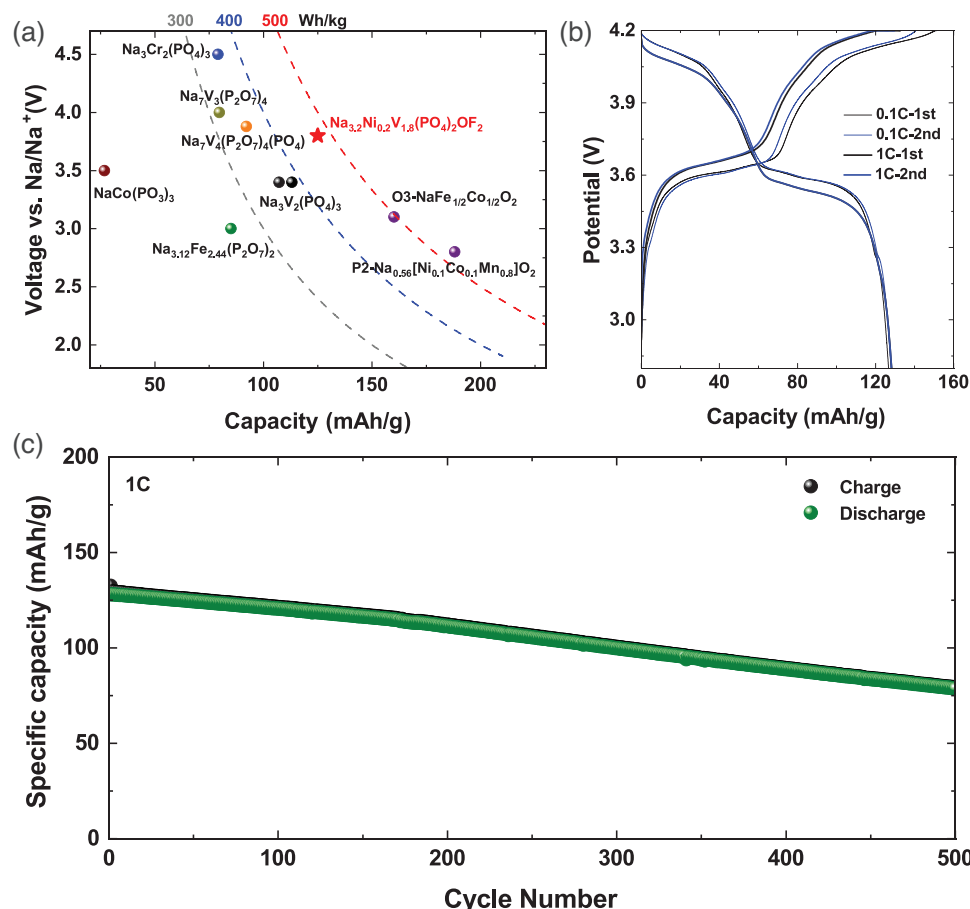 (a)
300 400 500 Wh/kg
Na₃Cr₂(PO₄)₃
Na₇V₃(P₂O₇)₄
Na₇V₄(P₂O₇)₄(PO₄)
Na₃.₂Ni₀.₂V₁.₈(PO₄)₂OF₂
NaCo(PO₃)₃
Na₃V₂(PO₄)₃
O3-NaFe₁/₂Co₁/₂O₂
Na₃.₁₂Fe₂.₄₄(P₂O₇)₂
P2-Na₀.₅₆[Ni₀.₁Co₀.₁Mn₀.₈]O₂
4.5
4.0
3.5
3.0
2.5
2.0
Voltage vs. Na/Na⁺(V)
50 100 150 200
Capacity (mAh/g)
(b)
4.2
3.9
3.6
3.3
3.0
Potential (V)
0.1C-1st
0.1C-2nd
1C-1st
1C-2nd
0 40 80 120 160
Capacity (mAh/g)
(c)
200
150
100
50
0
Specific capacity (mAh/g)
1C
Charge
Discharge
0 100 200 300 400 500
Cycle Number